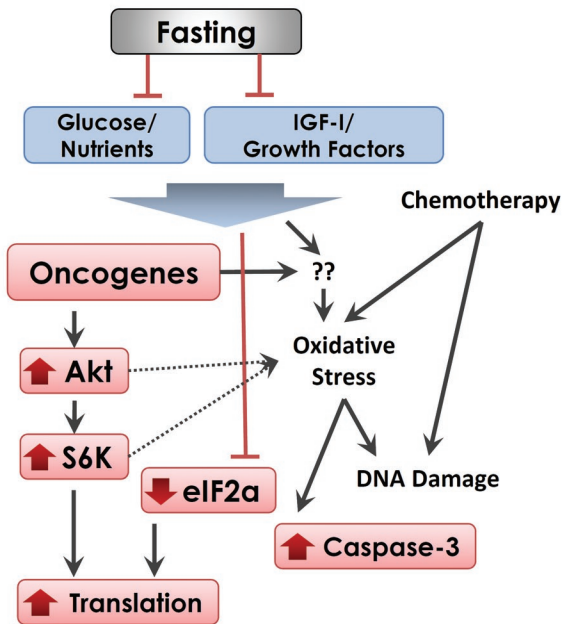 Fasting
Glucose/
Nutrients
IGF-I/
Growth Factors
Chemotherapy
Oncogenes
??
Akt
Oxidative
Stress
S6K
eIF2a
DNA Damage
Caspase-3
Translation